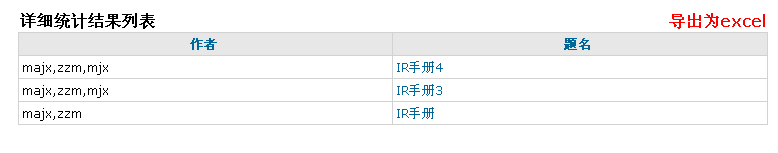 详细统计结果列表 导出为excel
作者 题名
majx,zzm,mjx IR手册4
majx,zzm,mjx IR手册3
majx,zzm IR手册